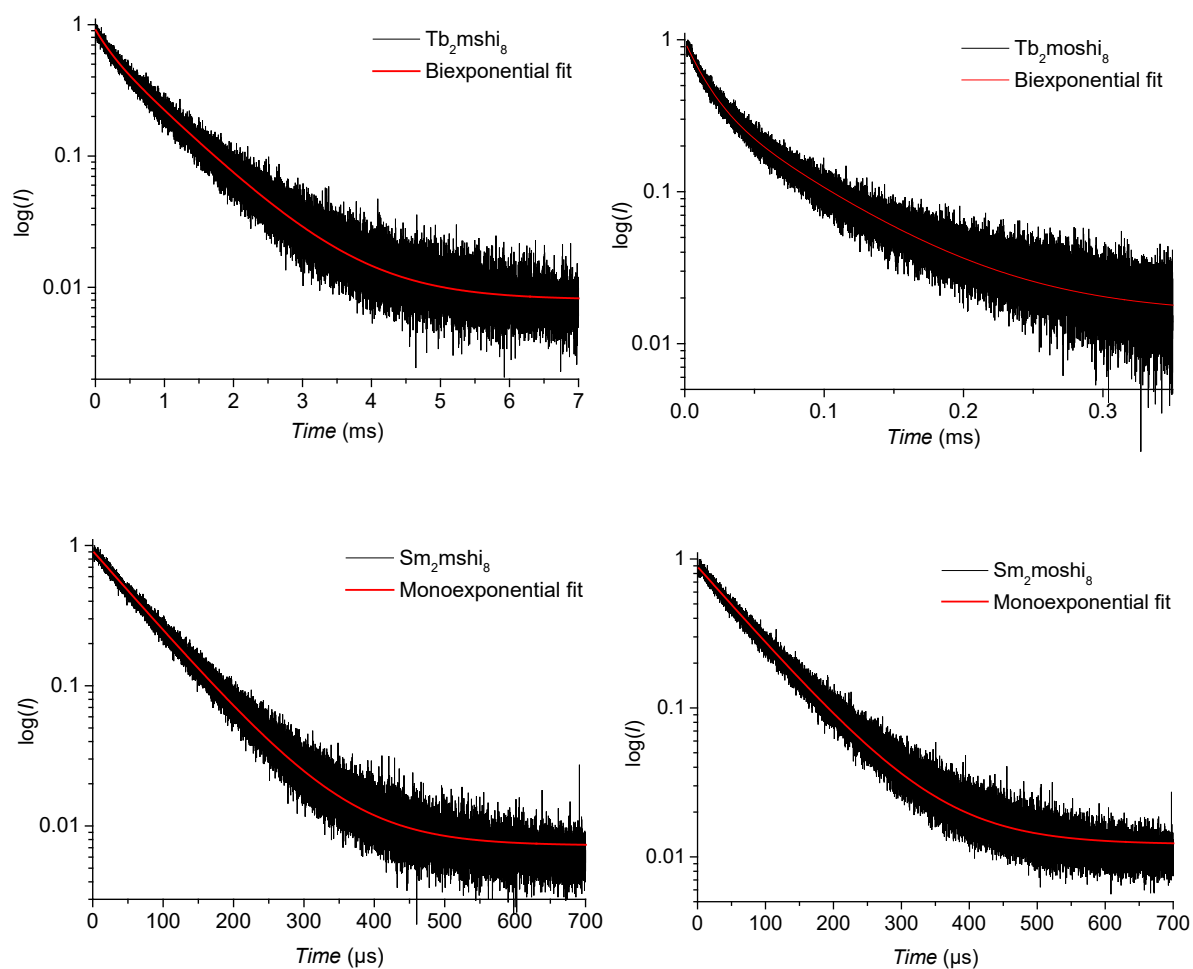 1
0.1
0.01
log(I)
Tb₂mshi₈
Biexponential fit
0 1 2 3 4 5 6 7
Time (ms)
1
0.1
0.01
log(I)
Tb₂moshi₈
Biexponential fit
0.0 0.1 0.2 0.3
Time (ms)
1
0.1
0.01
log(I)
Sm₂mshi₈
Monoexponential fit
0 100 200 300 400 500 600 700
Time (µs)
1
0.1
0.01
log(I)
Sm₂moshi₈
Monoexponential fit
0 100 200 300 400 500 600 700
Time (µs)